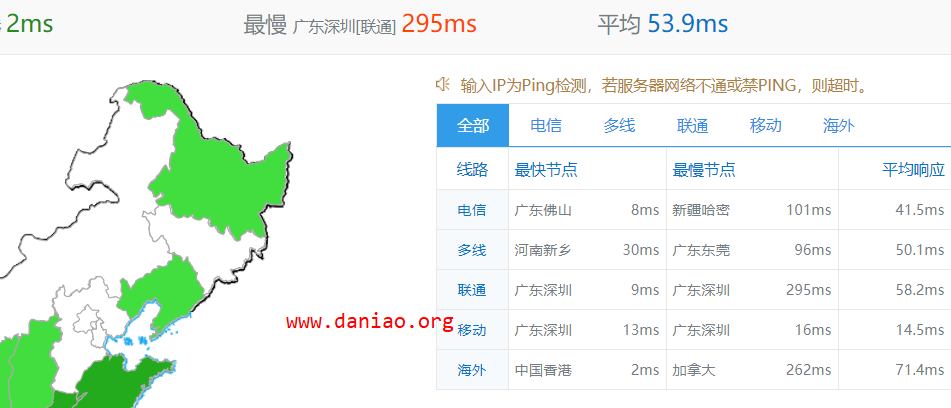 2ms 最慢 广东深圳[联通] 295ms 平均 53.9ms
输入IP为Ping检测，若服务器网络不通或禁PING，则超时。
全部 电信 多线 联通 移动 海外
线路 最快节点 最慢节点 平均响应
电信 广东佛山 8ms 新疆哈密 101ms 41.5ms
多线 河南新乡 30ms 广东东莞 96ms 50.1ms
联通 广东深圳 9ms 广东深圳 295ms 58.2ms
www.daniao.org
移动 广东深圳 13ms 广东深圳 16ms 14.5ms
海外 中国香港 2ms 加拿大 262ms 71.4ms